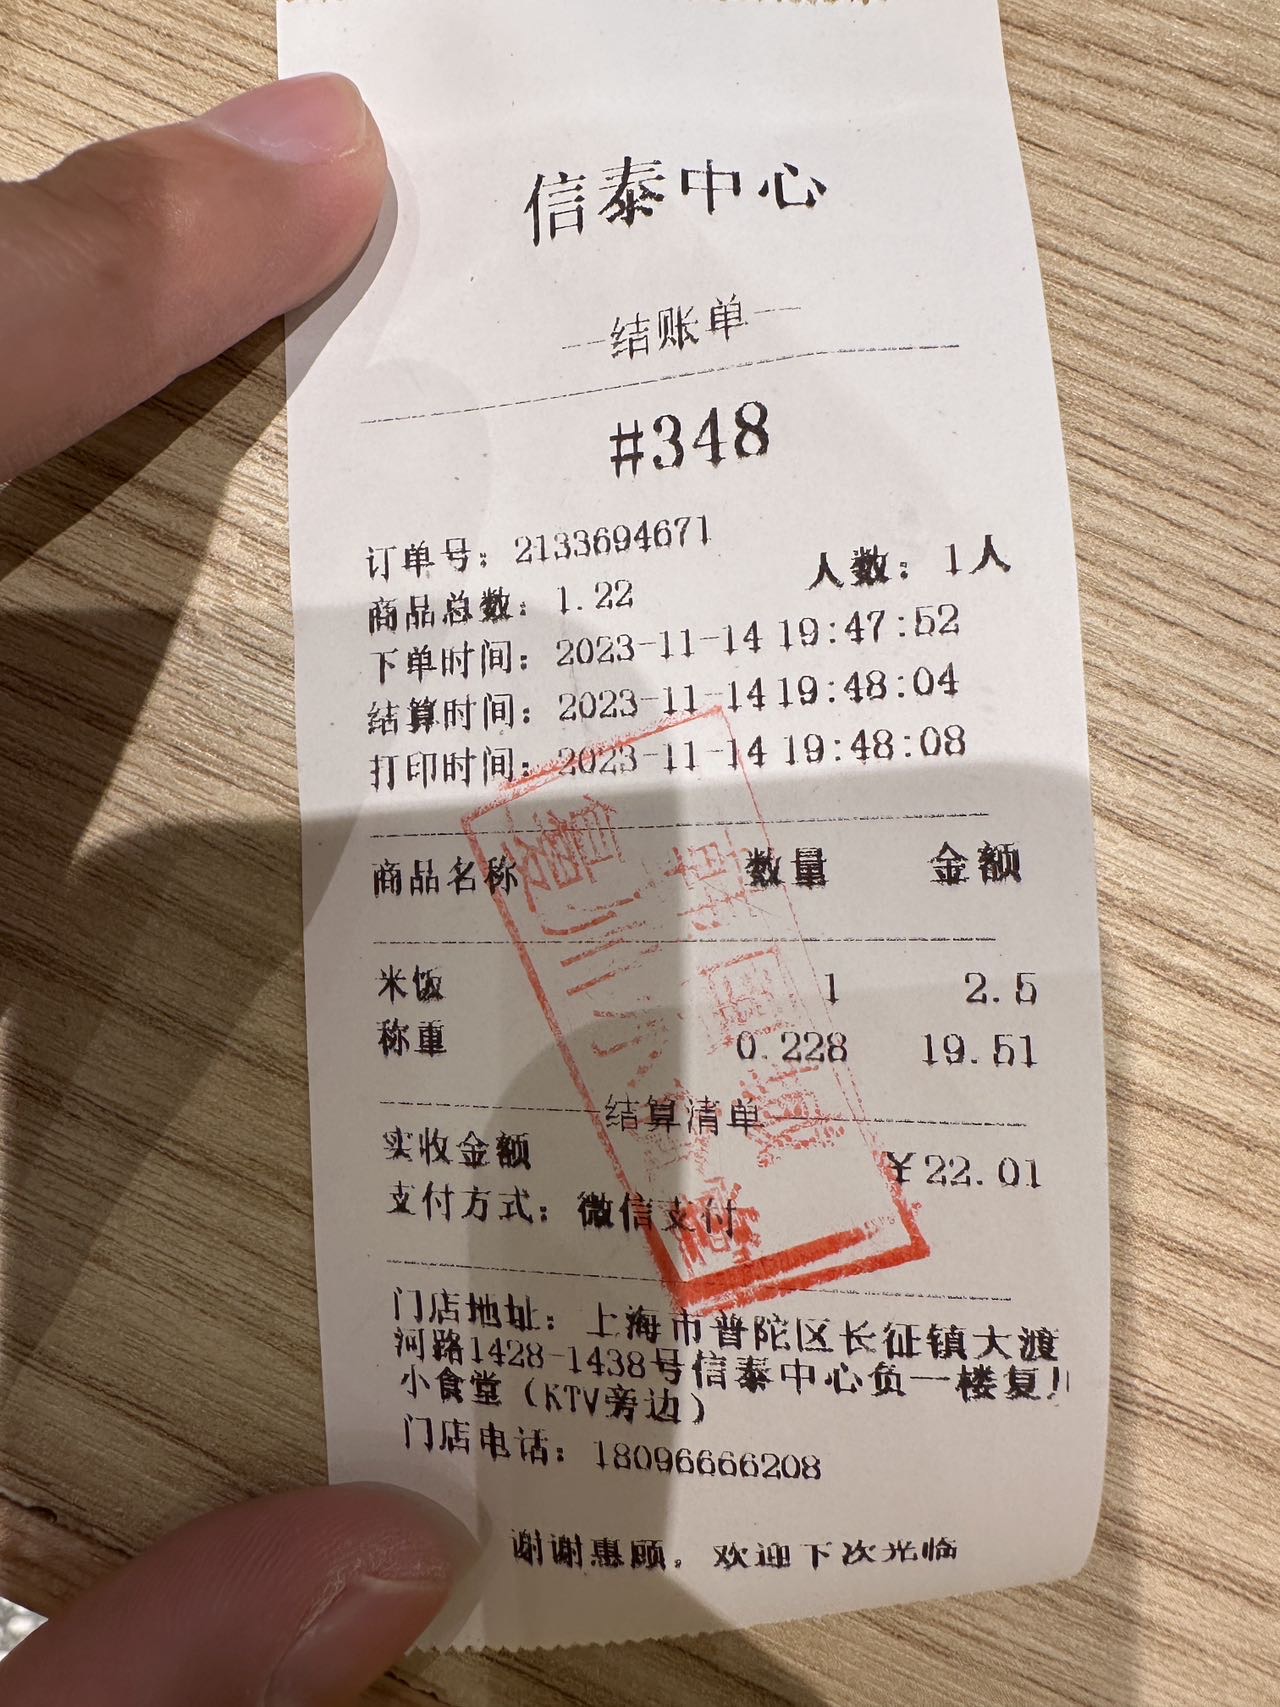 信泰中心
结账单
#348
订单号：2133694671
商品总数：1.22 人数：1人
下单时间：2023-11-14 19:47:52
结算时间：2023-11-14 19:48:04
打印时间：2023-11-14 19:48:08
商品名称 数量 金额
米饭 1 2.5
称重 0.228 19.51
结算清单
实收金额 ¥22.01
支付方式：微信支付
门店地址：上海市普陀区长征镇大渡
河路1428-1438号信泰中心负一楼复
小食堂（KTV旁边）
门店电话：18096666208
谢谢惠顾，欢迎下次光临